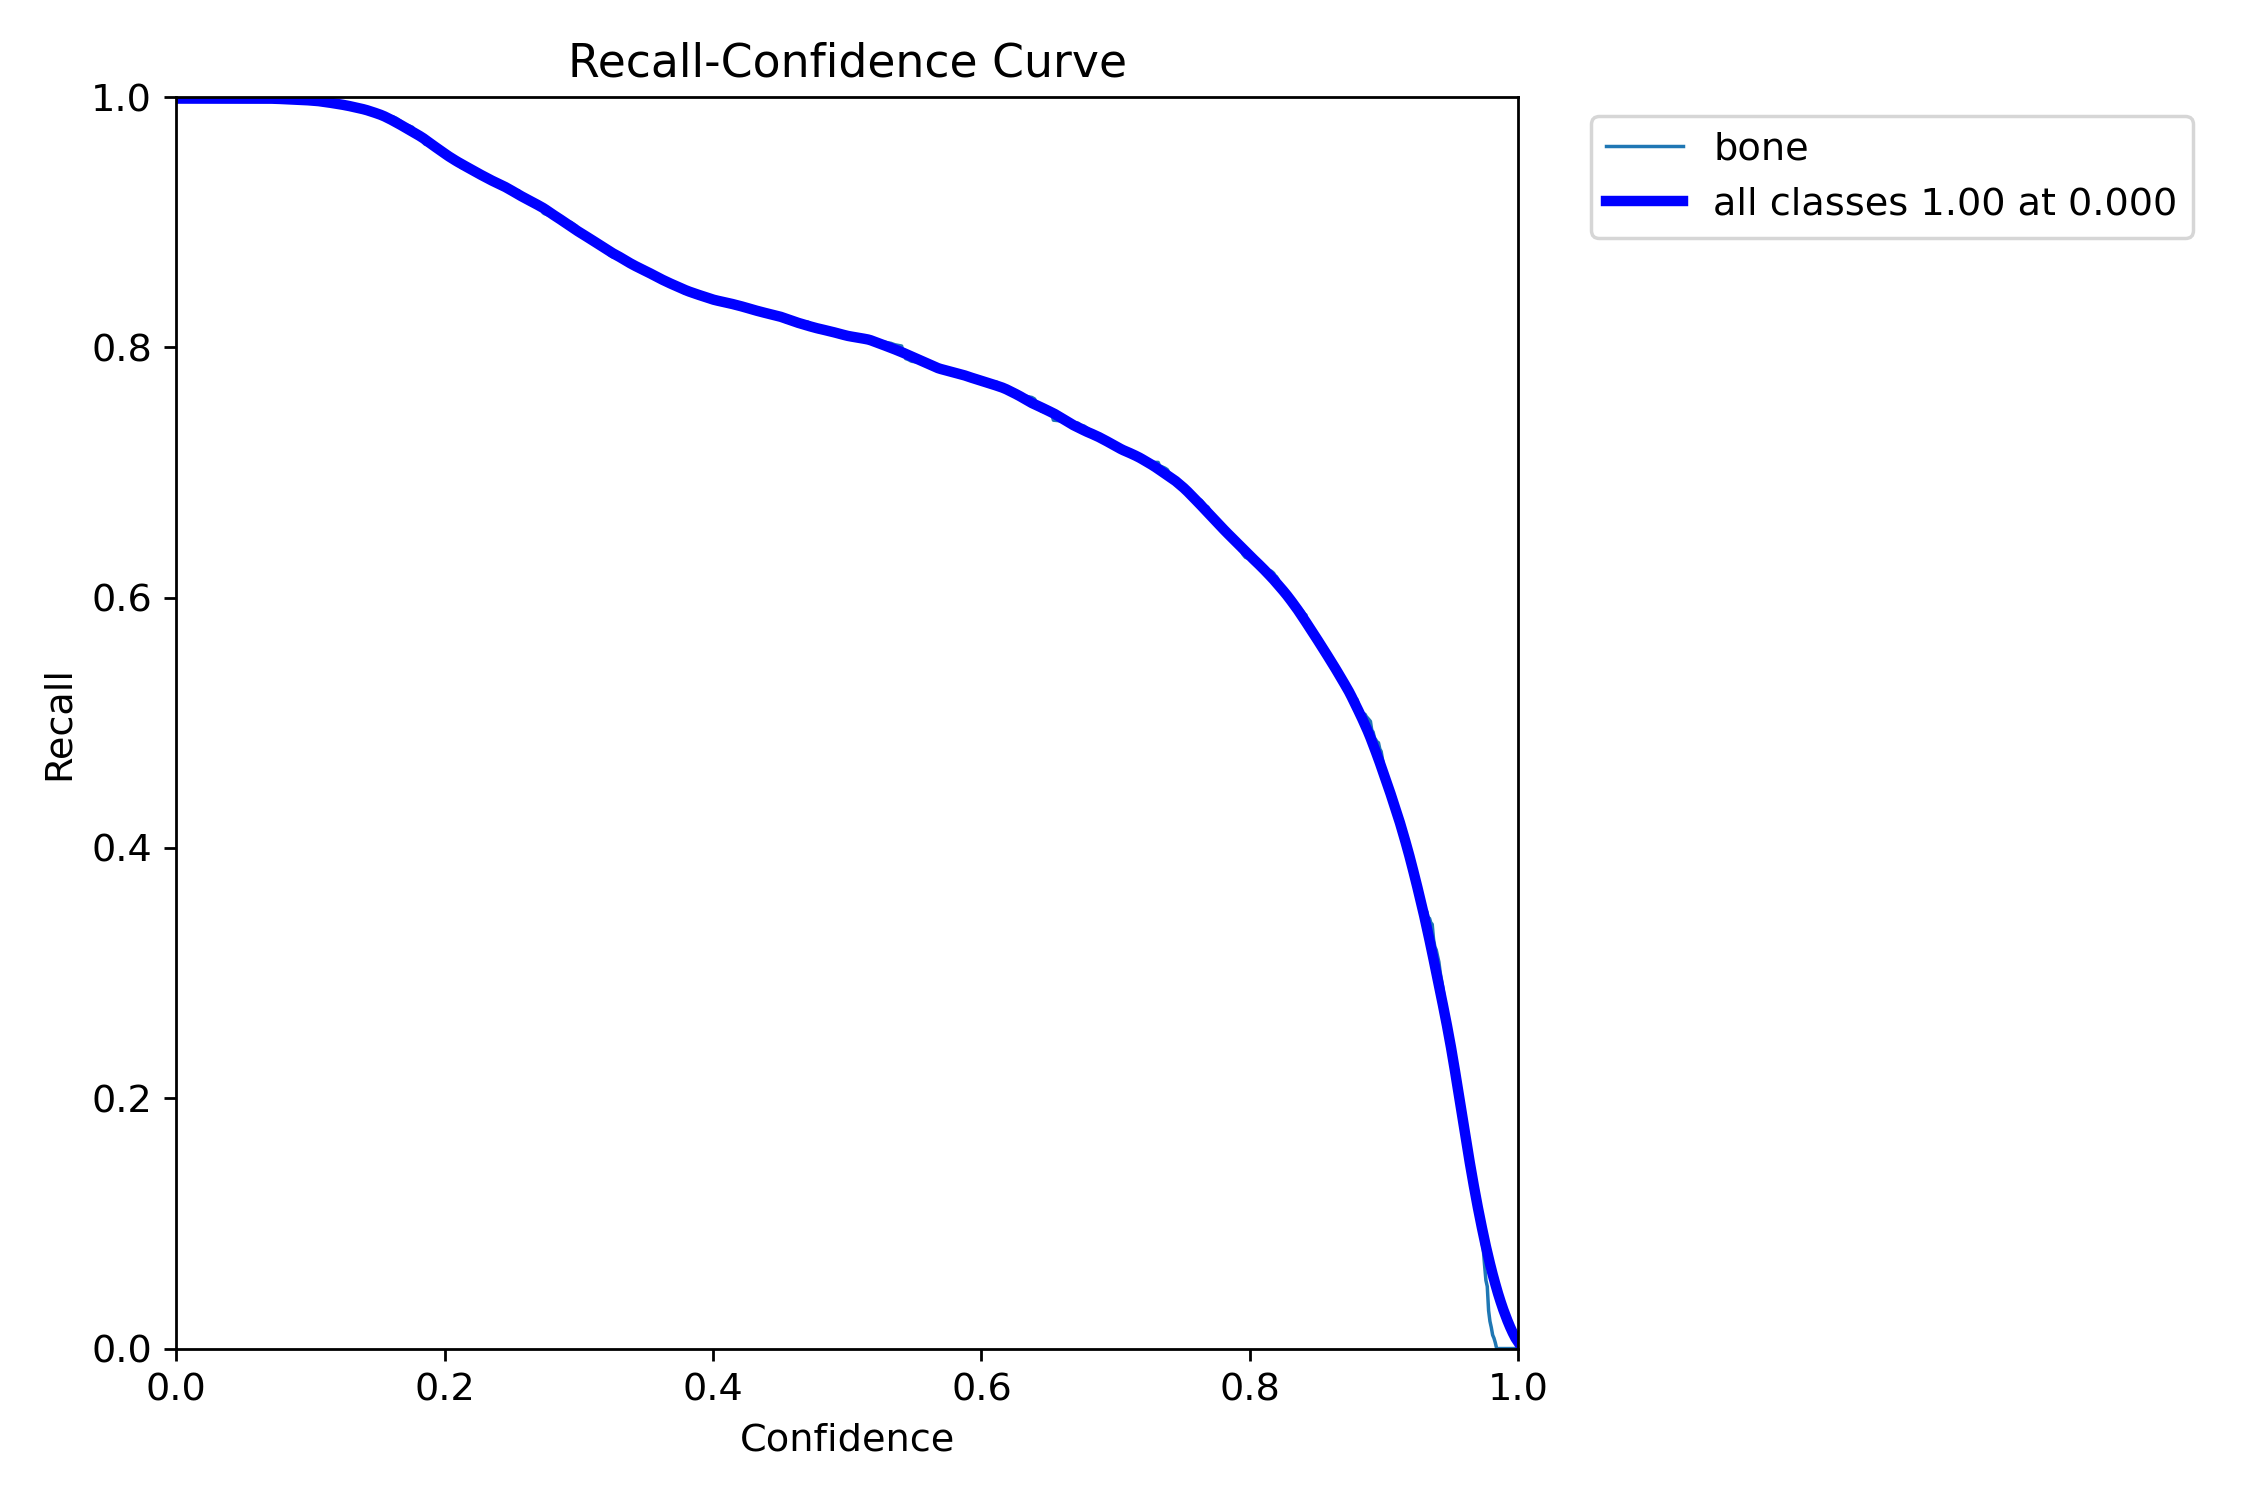 Recall-Confidence Curve
1.0
0.8
0.6
0.4
0.2
0.0
Recall
0.0 0.2 0.4 0.6 0.8 1.0
Confidence
bone
all classes 1.00 at 0.000